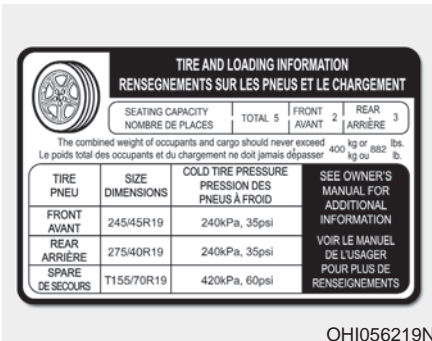 TIRE AND LOADING INFORMATION
RENSEGNEMENTS SUR LES PNEUS ET LE CHARGEMENT
SEATING CAPACITY
NOMBRE DE PLACES
TOTAL 5
FRONT
AVANT
2
REAR
ARRIÈRE
3
The combined weight of occupants and cargo should never exceed 400 kg or 882 lbs.
Le poids total des occupants et du chargement ne doit jamais dépasser kg ou lb.
TIRE
PNEU
SIZE
DIMENSIONS
COLD TIRE PRESSURE
PRESSION DES
PNEUS À FROID
SEE OWNER'S
MANUAL FOR
ADDITIONAL
INFORMATION
VOIR LE MANUEL
DE L'USAGER
POUR PLUS DE
RENSEIGNEMENTS
FRONT
AVANT
245/45R19
240kPa, 35psi
REAR
ARRIÈRE
275/40R19
240kPa, 35psi
SPARE
DE SECOURS
T155/70R19
420kPa, 60psi
OHI056219N